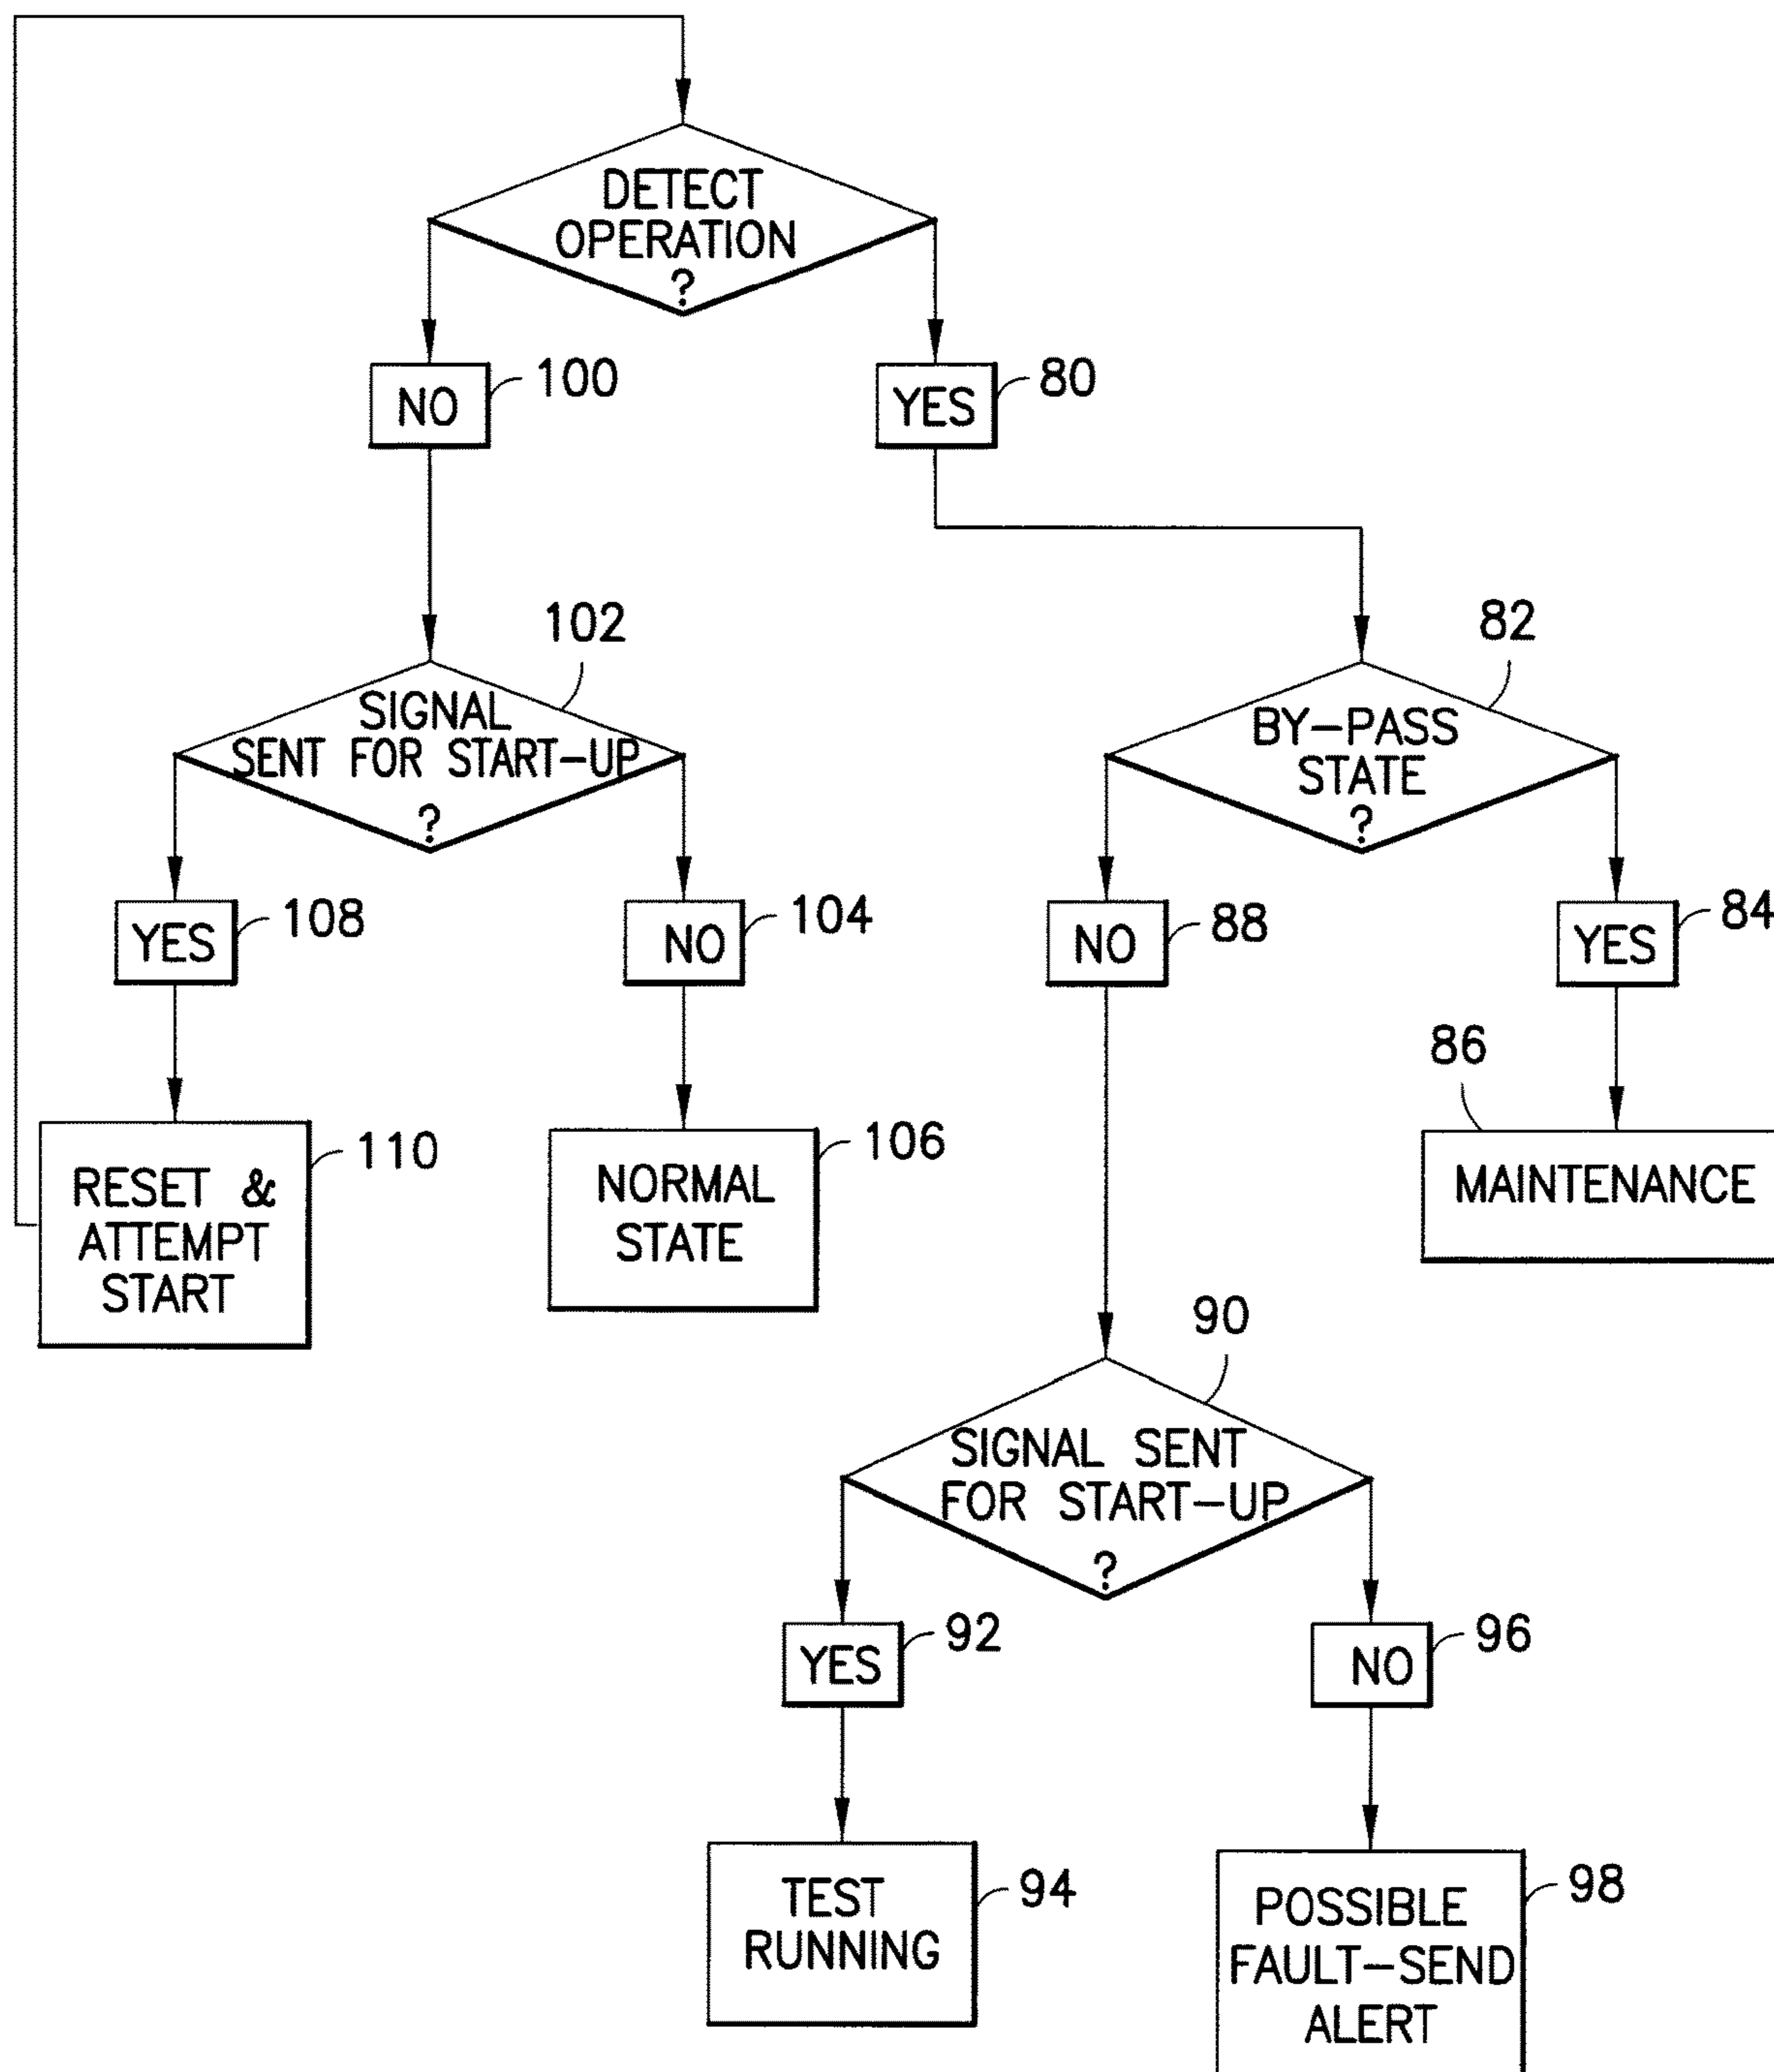 DETECT
OPERATION
?
NO
100
YES
80
102
SIGNAL
SENT FOR START-UP
?
82
BY-PASS
STATE
?
YES
108
NO
104
NO
88
YES
84
86
RESET &
ATTEMPT
START
110
NORMAL
STATE
106
MAINTENANCE
90
SIGNAL SENT
FOR START-UP
?
YES
92
NO
96
TEST
RUNNING
94
POSSIBLE
FAULT-SEND
ALERT
98